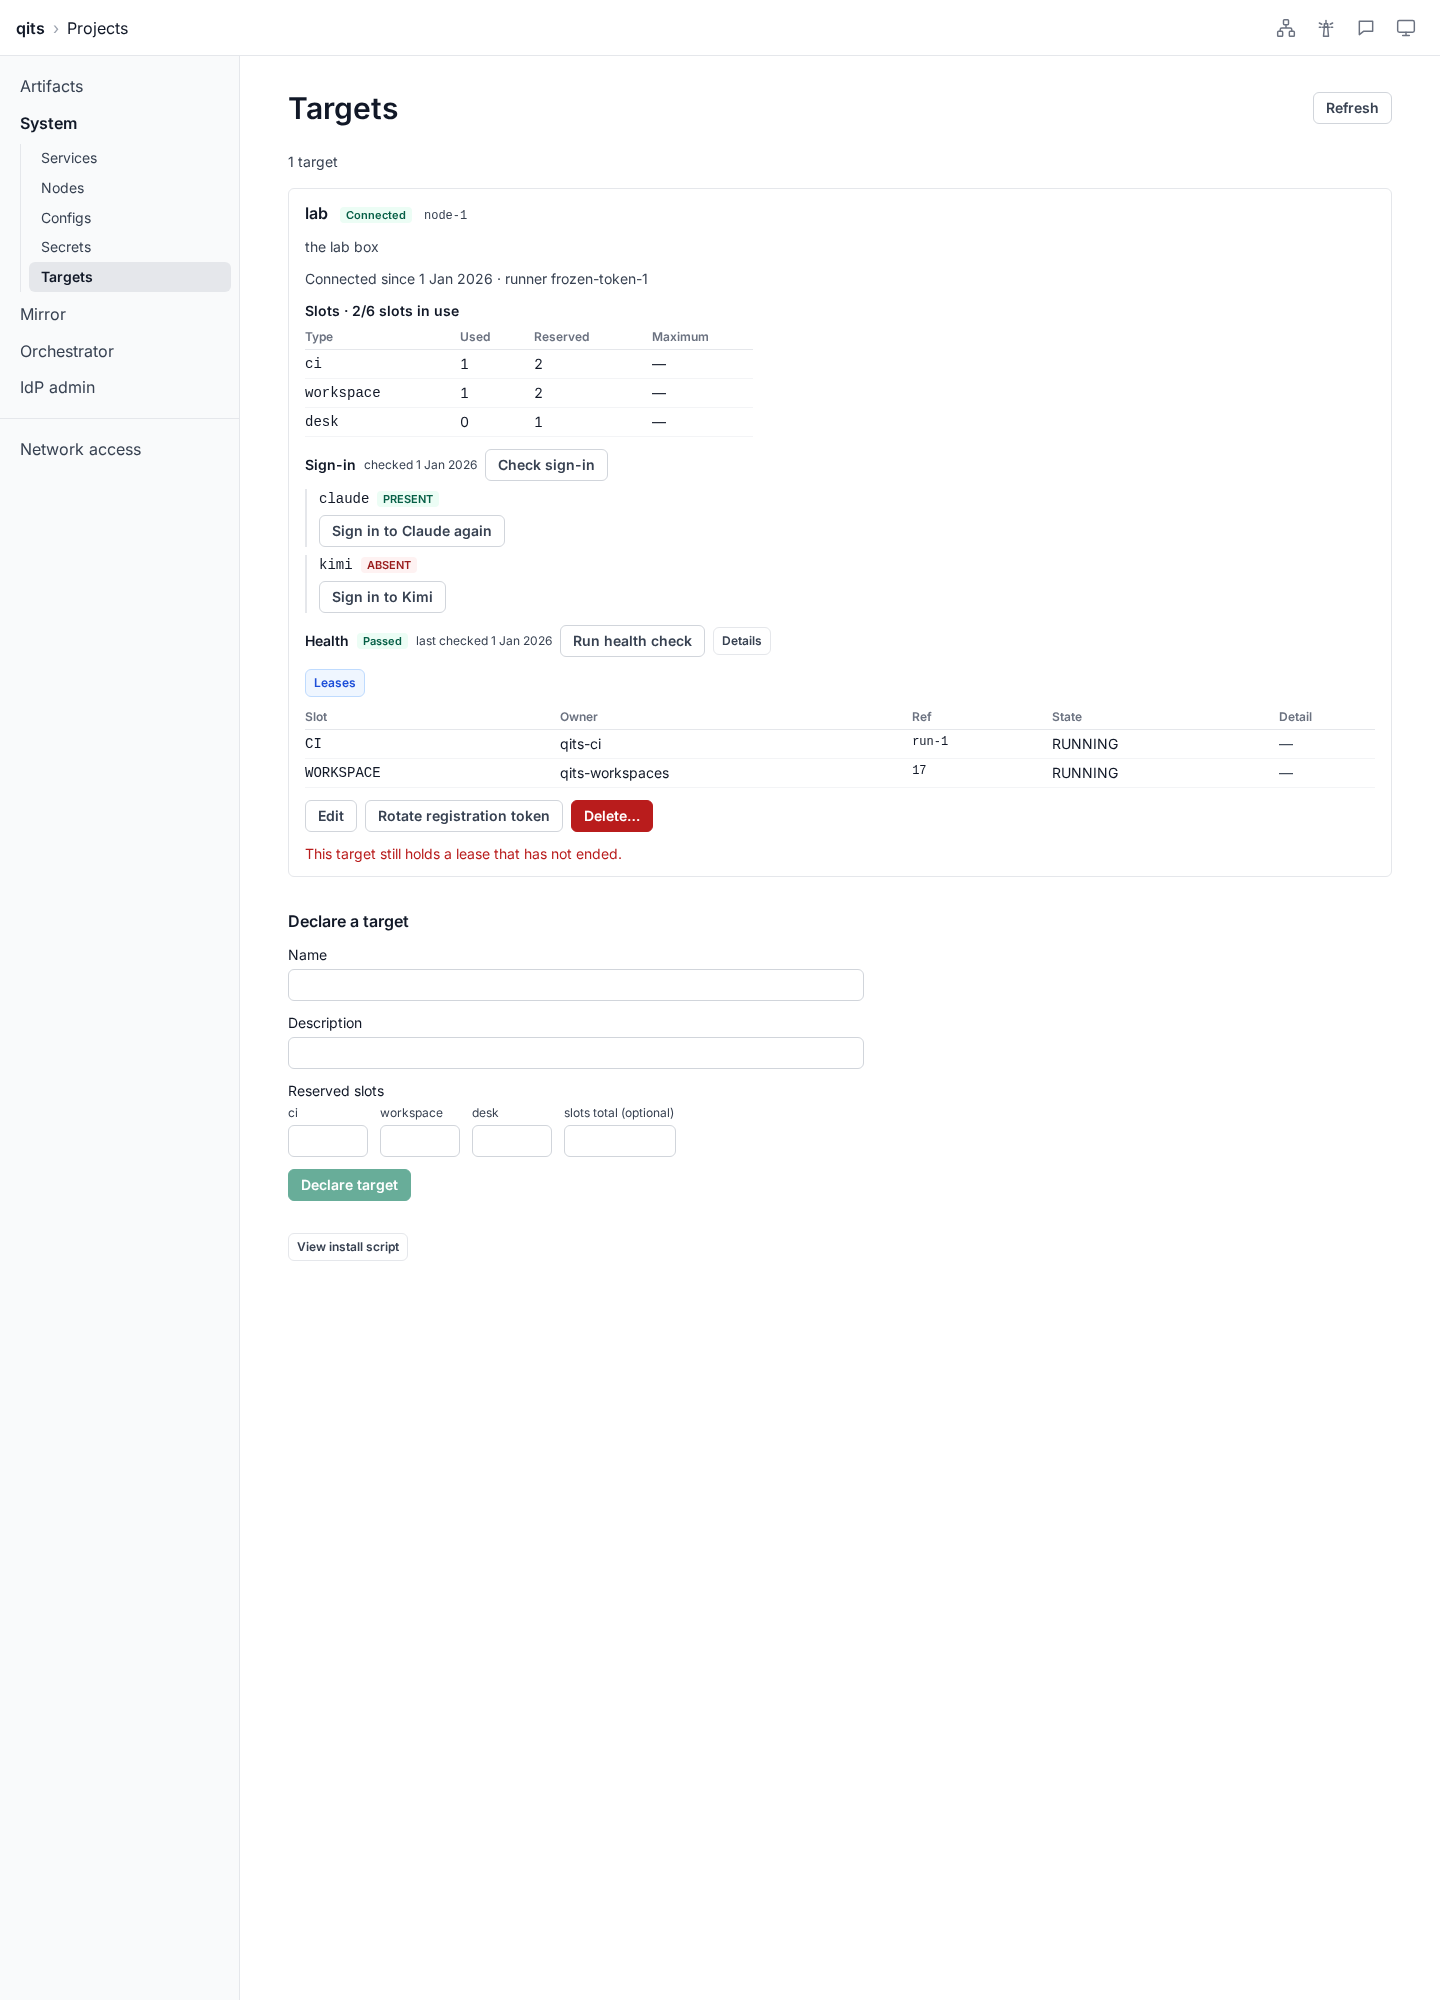 qits › Projects
Artifacts
System
Services
Nodes
Configs
Secrets
Targets
Mirror
Orchestrator
IdP admin
Network access
Targets
Refresh
1 target
lab Connected node-1
the lab box
Connected since 1 Jan 2026 · runner frozen-token-1
Slots · 2/6 slots in use
Type Used Reserved Maximum
ci 1 2 —
workspace 1 2 —
desk 0 1 —
Sign-in checked 1 Jan 2026 Check sign-in
claude PRESENT
Sign in to Claude again
kimi ABSENT
Sign in to Kimi
Health Passed last checked 1 Jan 2026 Run health check Details
Leases
Slot Owner Ref State Detail
CI qits-ci run-1 RUNNING —
WORKSPACE qits-workspaces 17 RUNNING —
Edit Rotate registration token Delete...
This target still holds a lease that has not ended.
Declare a target
Name
Description
Reserved slots
ci workspace desk slots total (optional)
Declare target
View install script